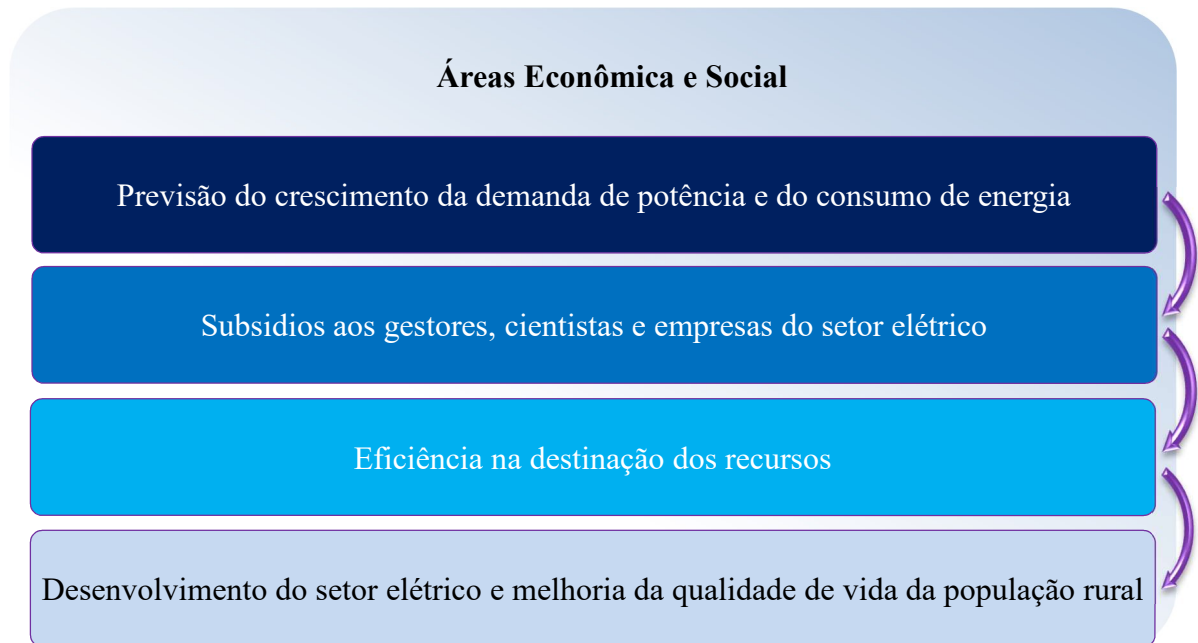 Áreas Econômica e Social
Previsão do crescimento da demanda de potência e do consumo de energia
Subsidios aos gestores, cientistas e empresas do setor elétrico
Eficiência na destinação dos recursos
Desenvolvimento do setor elétrico e melhoria da qualidade de vida da população rural